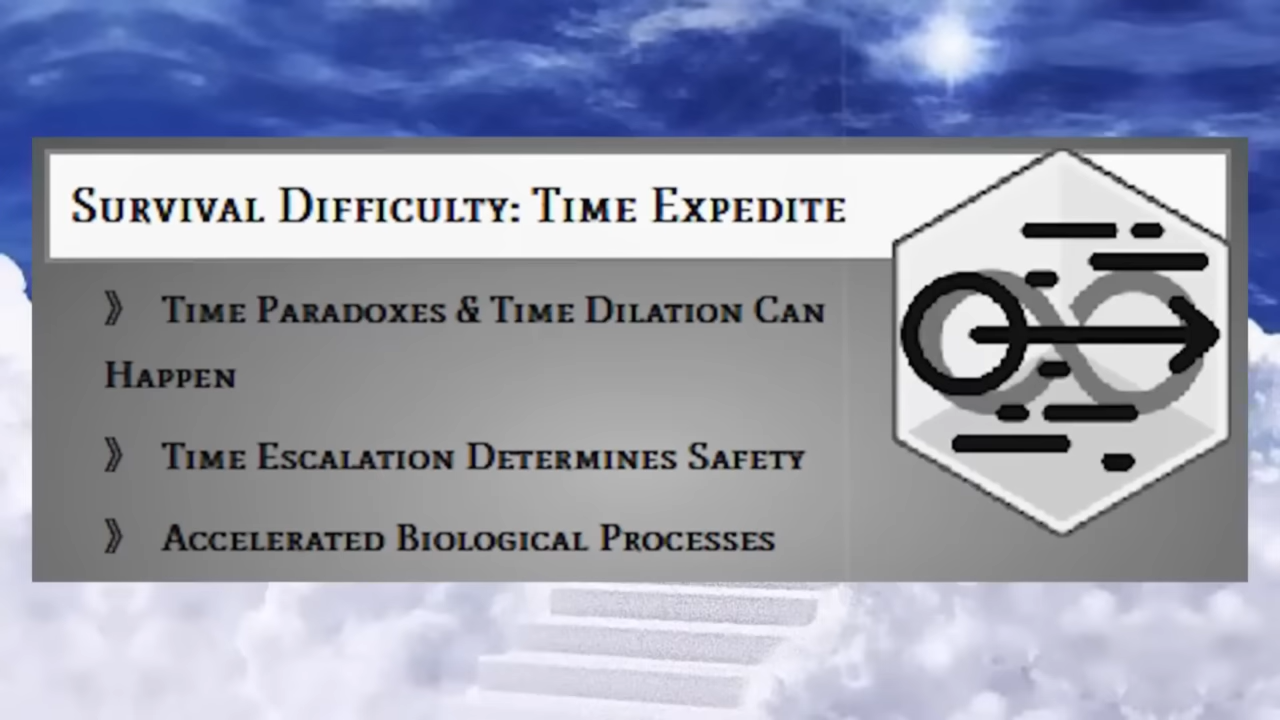 Survival Difficulty: Time Expedite
》 Time Paradoxes & Time Dilation Can
Happen
》 Time Escalation Determines Safety
》 Accelerated Biological Processes